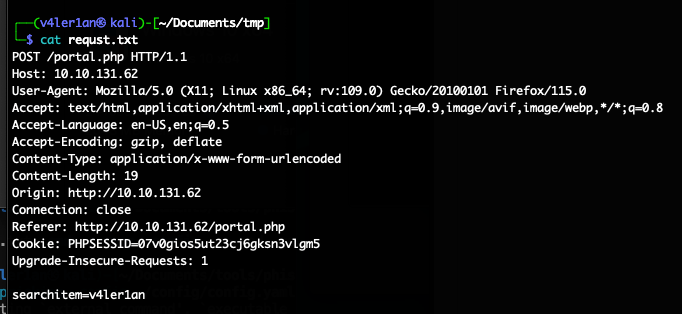 ┌──(v4ler1an㉿kali)-[~/Documents/tmp]
└─$ cat requst.txt
POST /portal.php HTTP/1.1
Host: 10.10.131.62
User-Agent: Mozilla/5.0 (X11; Linux x86_64; rv:109.0) Gecko/20100101 Firefox/115.0
Accept: text/html,application/xhtml+xml,application/xml;q=0.9,image/avif,image/webp,*/*;q=0.8
Accept-Language: en-US,en;q=0.5
Accept-Encoding: gzip, deflate
Content-Type: application/x-www-form-urlencoded
Content-Length: 19
Origin: http://10.10.131.62
Connection: close
Referer: http://10.10.131.62/portal.php
Cookie: PHPSESSID=07v0gios5ut23cj6gksn3vlgm5
Upgrade-Insecure-Requests: 1
searchitem=v4ler1an